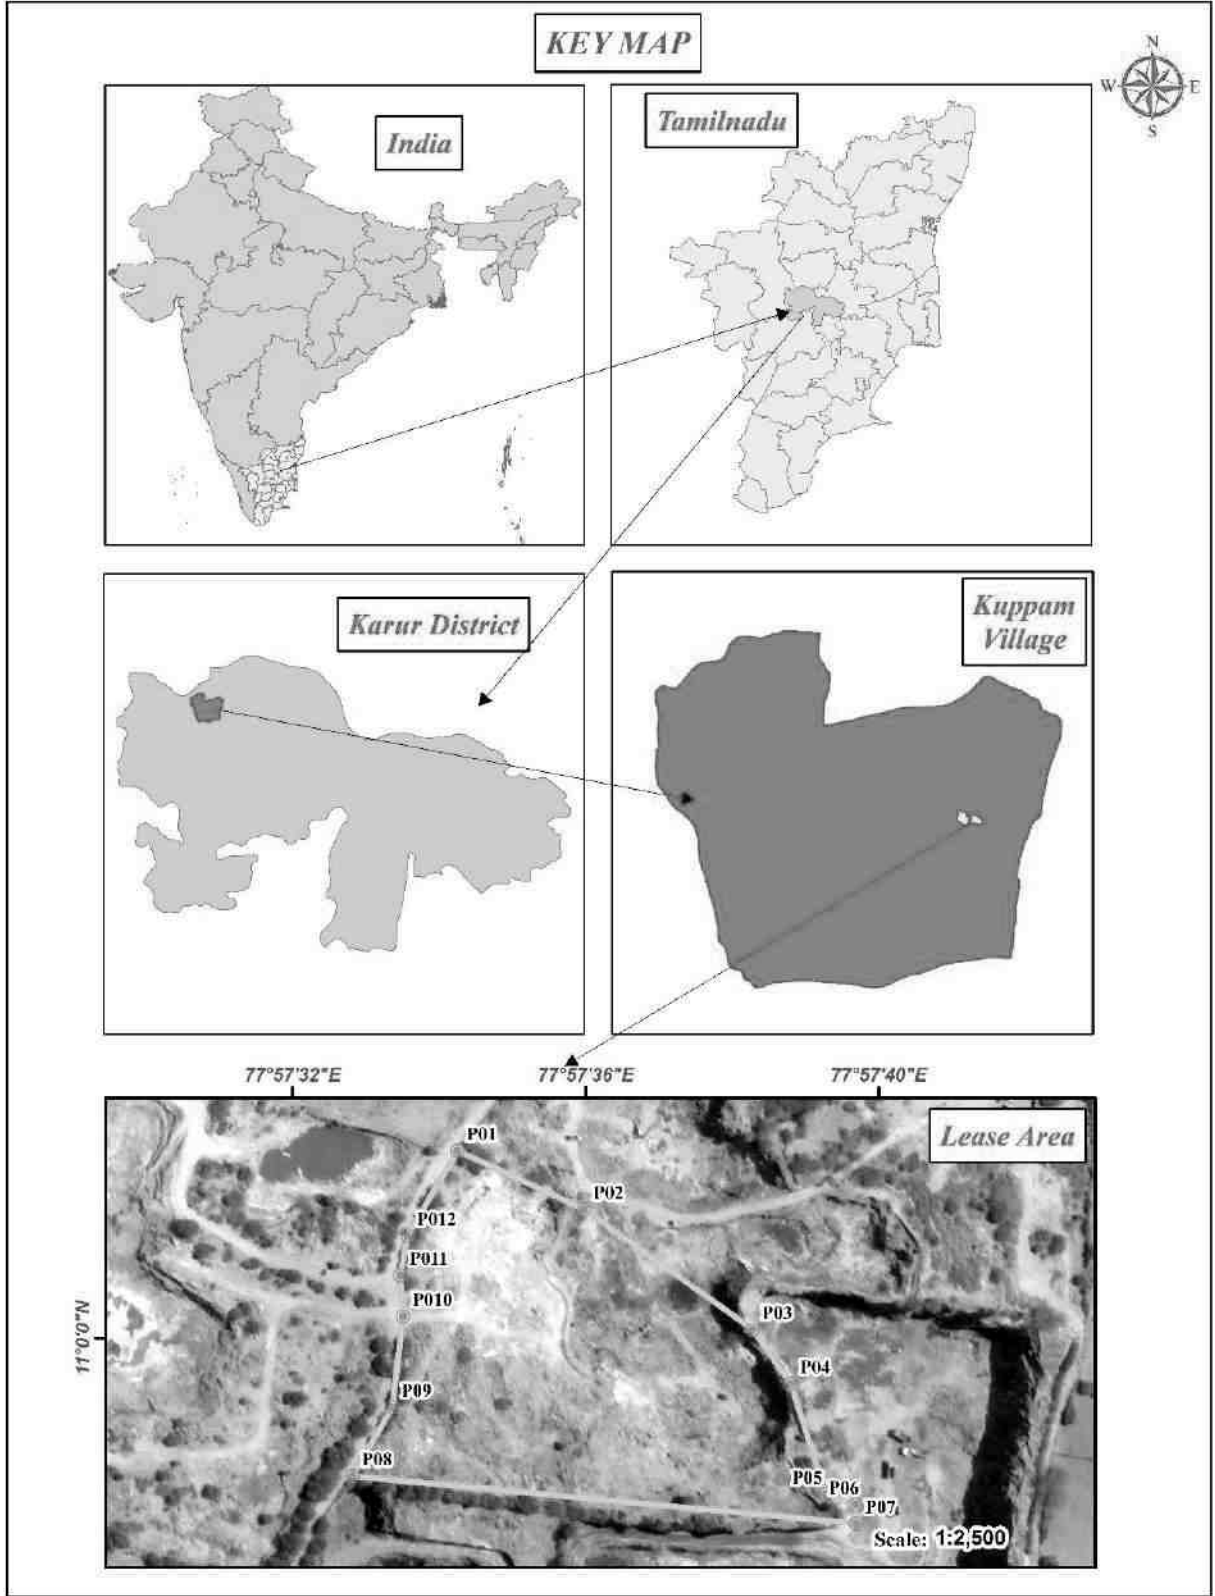 KEY MAP
N
W
E
S
India
Tamilnadu
Karur District
Kuppam
Village
77°57'32"E
77°57'36"E
77°57'40"E
11°0'0"N
Lease Area
P01
P02
P012
P011
P010
P03
P04
P09
P08
P05
P06
P07
Scale: 1:2,500